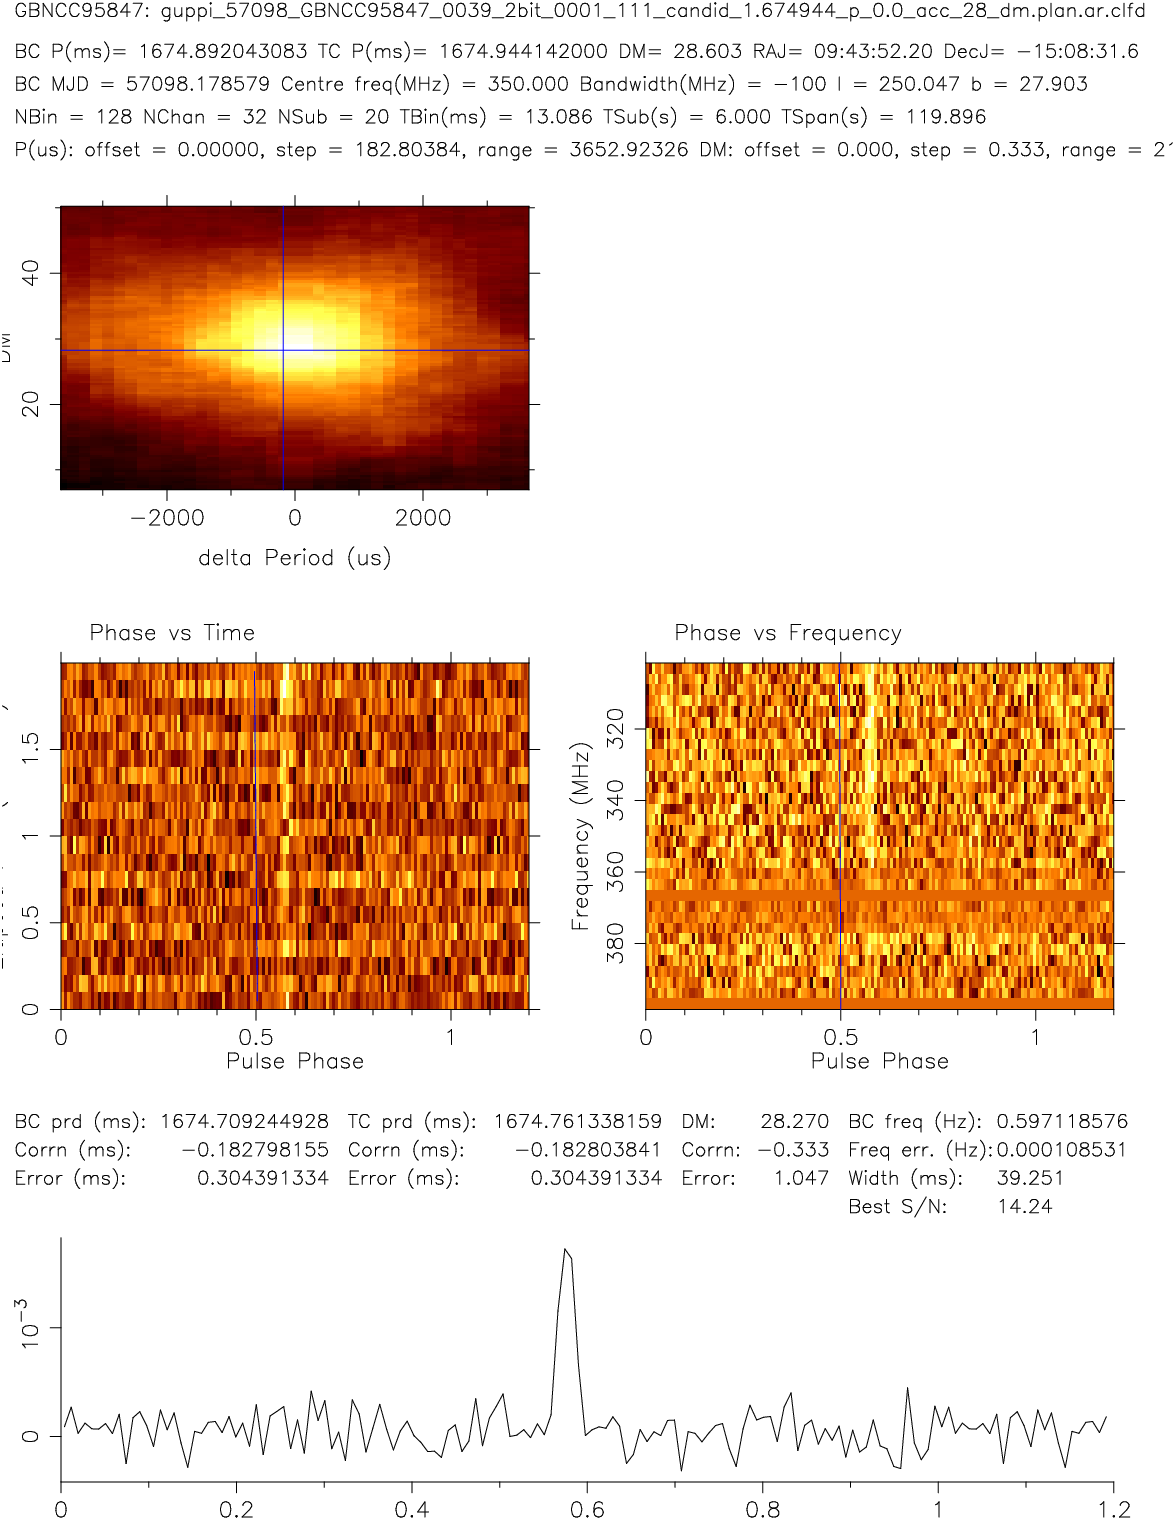 GBNCC95847: guppi_57098_GBNCC95847_0039_2bit_0001_111_candid_1.674944_p_0.0_acc_28_dm.plan.ar.clfd
BC P(ms)= 1674.892043083 TC P(ms)= 1674.944142000 DM= 28.603 RAJ= 09:43:52.20 DecJ= −15:08:31.6
BC MJD = 57098.178579 Centre freq(MHz) = 350.000 Bandwidth(MHz) = −100 l = 250.047 b = 27.903
NBin = 128 NChan = 32 NSub = 20 TBin(ms) = 13.086 TSub(s) = 6.000 TSpan(s) = 119.896
P(us): offset = 0.00000, step = 182.80384, range = 3652.92326 DM: offset = 0.000, step = 0.333, range =
40
DM
20
−2000 0 2000
delta Period (us)
Phase vs Time
Phase vs Frequency
1.5
1
0.5
0
0 0.5 1
Pulse Phase
Frequency (MHz)
320
340
360
380
0 0.5 1
Pulse Phase
BC prd (ms): 1674.709244928 TC prd (ms): 1674.761338159 DM: 28.270 BC freq (Hz): 0.597118576
Corrn (ms): −0.182798155 Corrn (ms): −0.182803841 Corrn: −0.333 Freq err. (Hz): 0.000108531
Error (ms): 0.304391334 Error (ms): 0.304391334 Error: 1.047 Width (ms): 39.251
Best S/N: 14.24
10−3
0
0 0.2 0.4 0.6 0.8 1 1.2